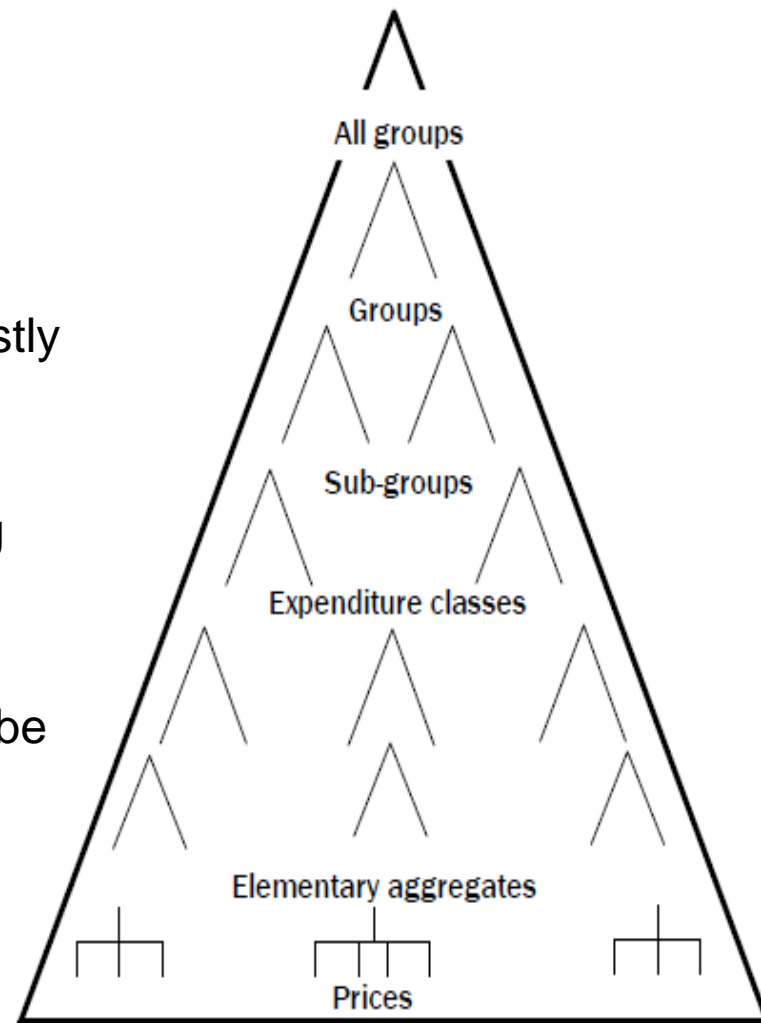 All groups
Groups
stly
Sub-groups
g
Expenditure classes
be
Elementary aggregates
Prices